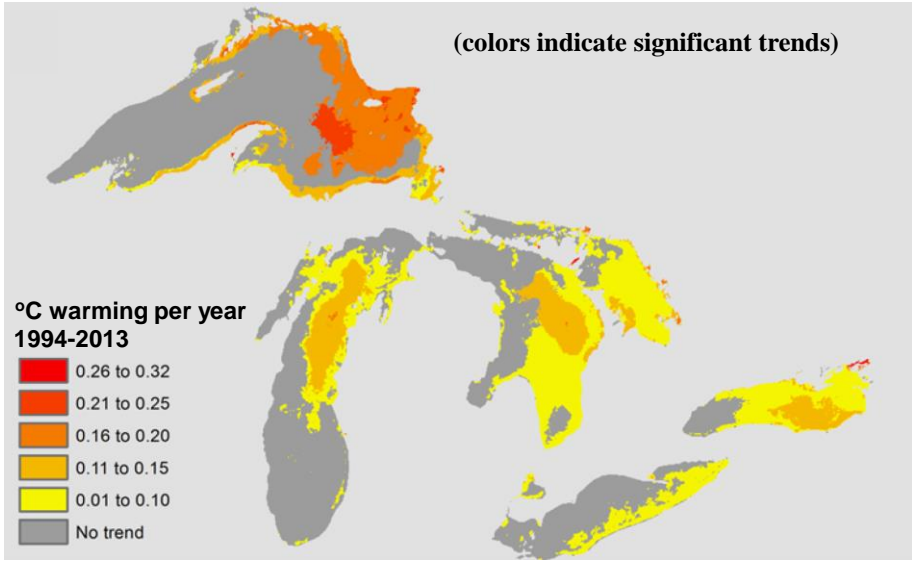 (colors indicate significant trends)
°C warming per year
1994-2013
0.26 to 0.32
0.21 to 0.25
0.16 to 0.20
0.11 to 0.15
0.01 to 0.10
No trend